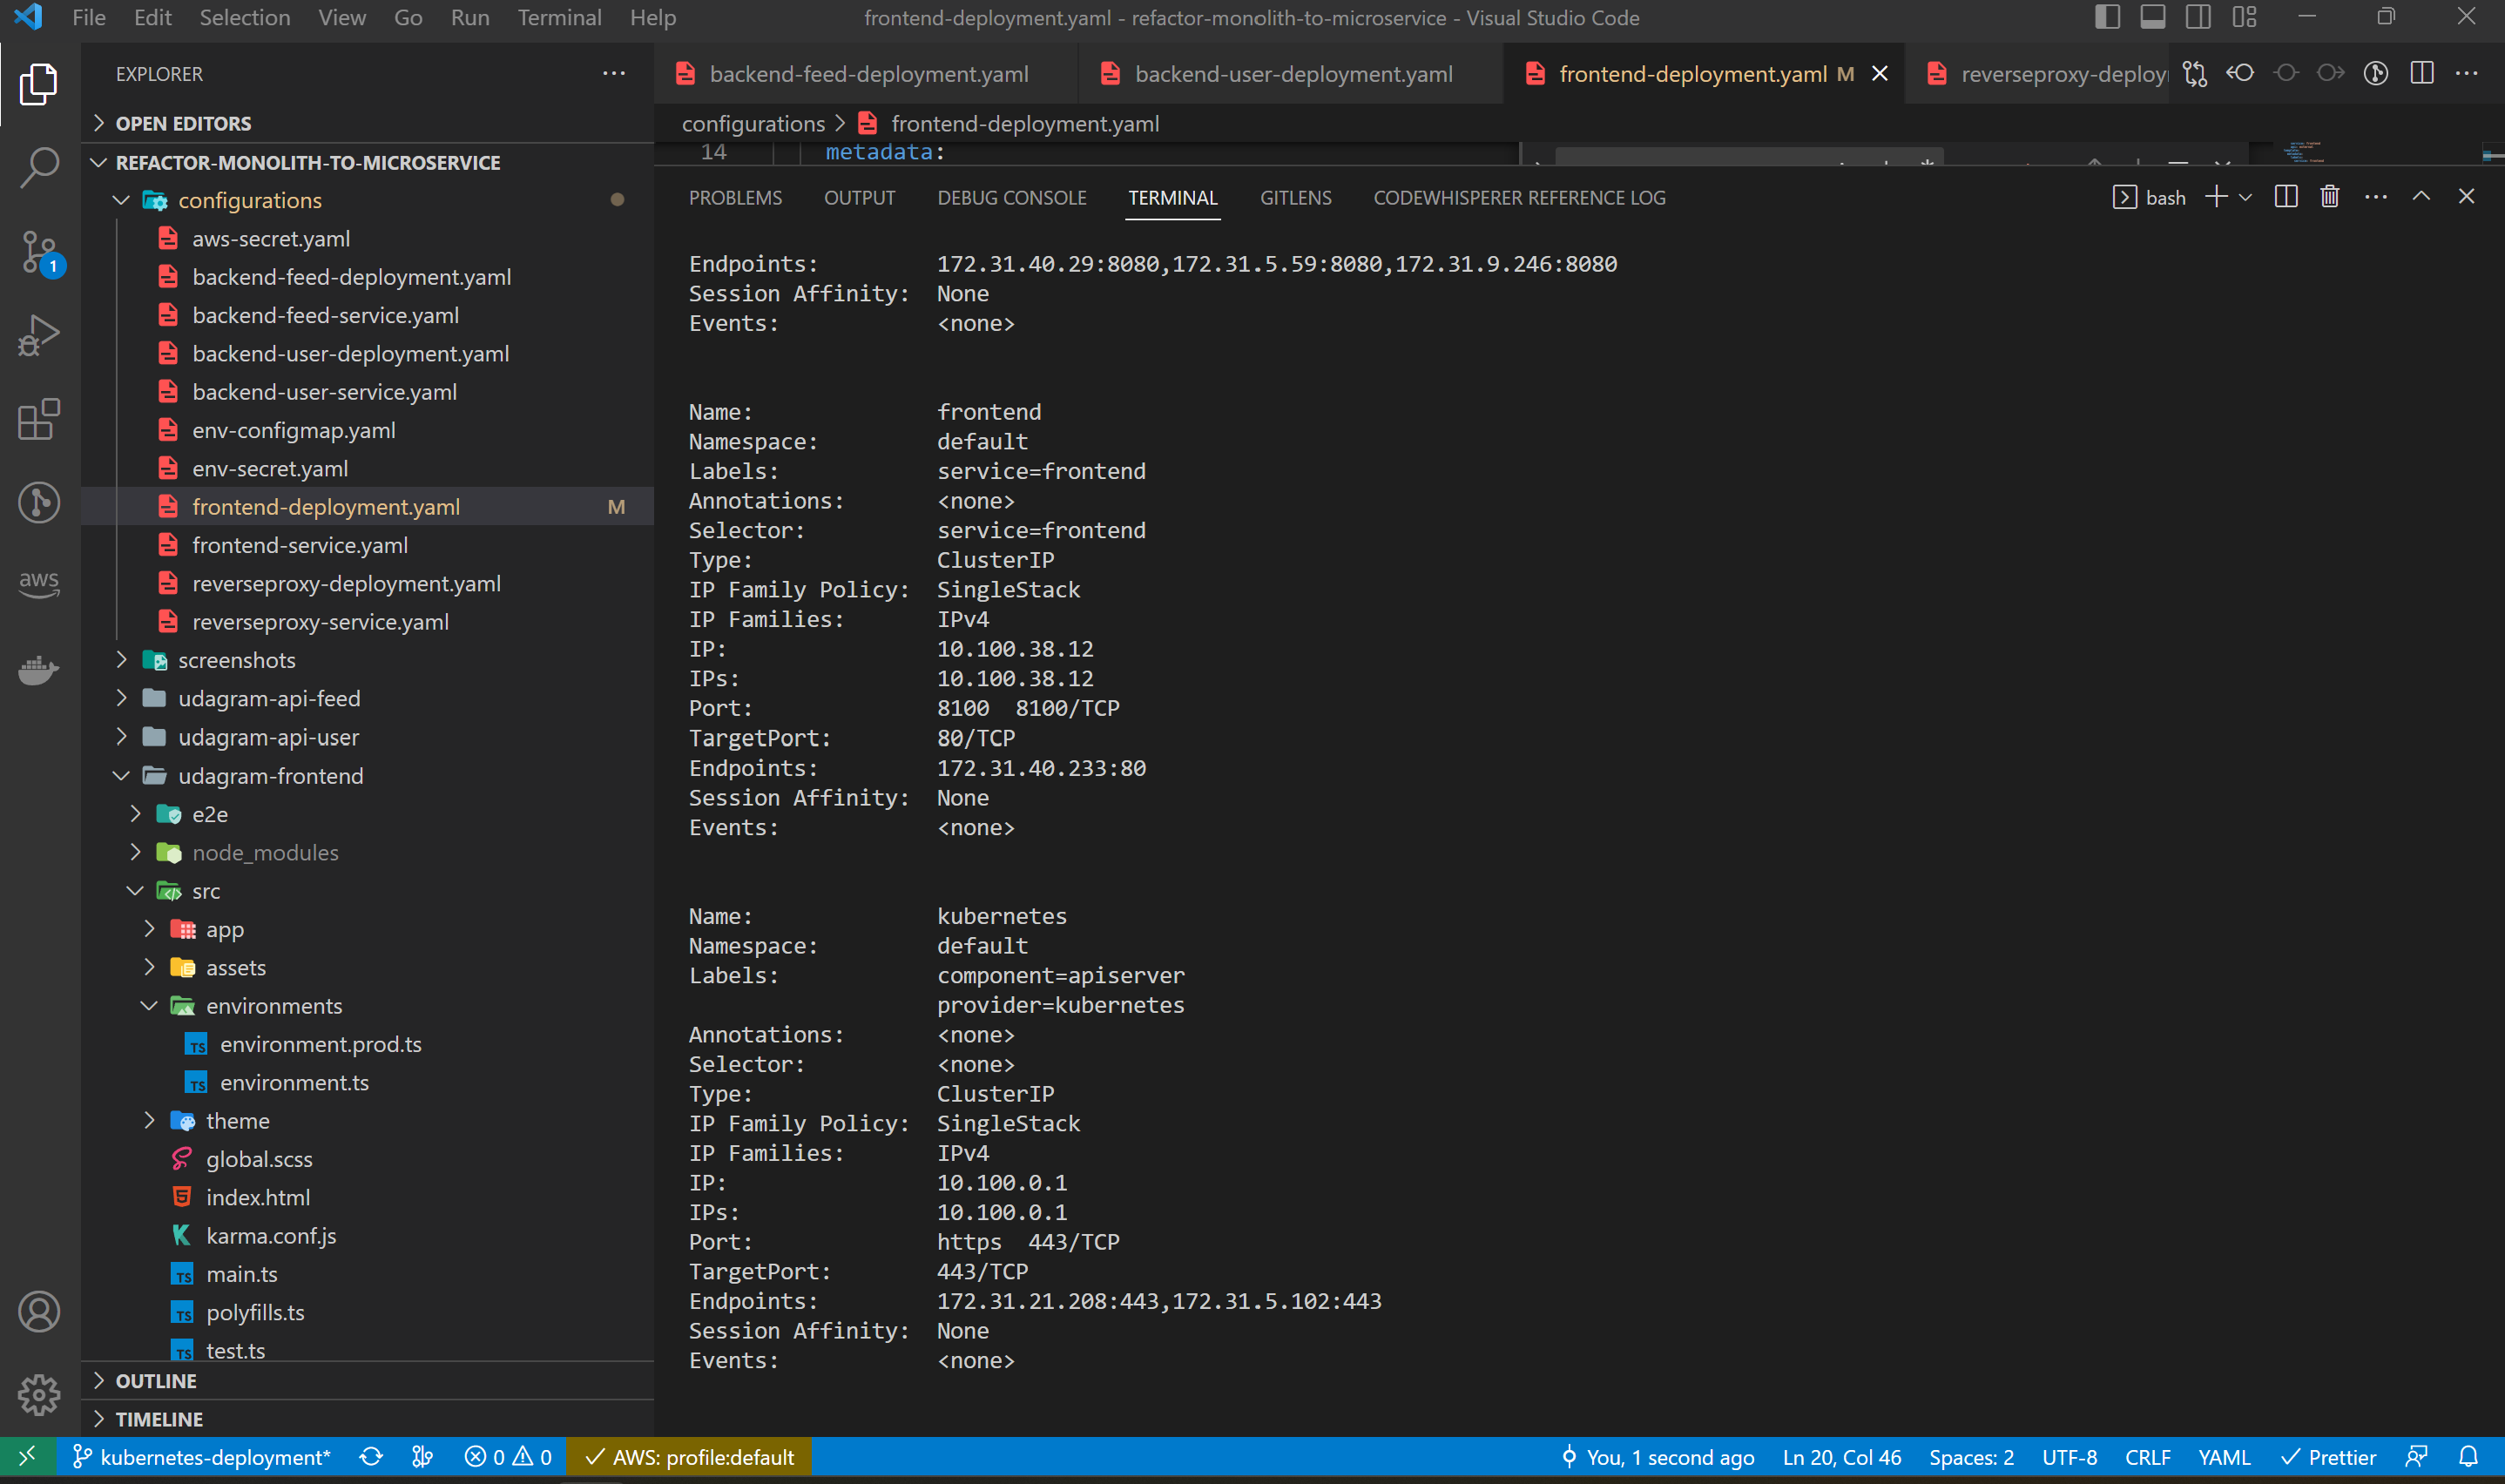 File Edit Selection View Go Run Terminal Help frontend-deployment.yaml - refactor-monolith-to-microservice - Visual Studio Code
EXPLORER
OPEN EDITORS
REFACTOR-MONOLITH-TO-MICROSERVICE
configurations
aws-secret.yaml
backend-feed-deployment.yaml
backend-feed-service.yaml
backend-user-deployment.yaml
backend-user-service.yaml
env-configmap.yaml
env-secret.yaml
frontend-deployment.yaml M
frontend-service.yaml
reverseproxy-deployment.yaml
reverseproxy-service.yaml
screenshots
udagram-api-feed
udagram-api-user
udagram-frontend
e2e
node_modules
src
app
assets
environments
TS environment.prod.ts
TS environment.ts
theme
global.scss
index.html
karma.conf.js
TS main.ts
TS polyfills.ts
TS test.ts
OUTLINE
TIMELINE
1
aws
backend-feed-deployment.yaml backend-user-deployment.yaml frontend-deployment.yaml M reverseproxy-deploy
configurations > frontend-deployment.yaml
14 metadata:
PROBLEMS OUTPUT DEBUG CONSOLE TERMINAL GITLENS CODEWHISPERER REFERENCE LOG bash
Endpoints: 172.31.40.29:8080,172.31.5.59:8080,172.31.9.246:8080
Session Affinity: None
Events: <none>
Name: frontend
Namespace: default
Labels: service=frontend
Annotations: <none>
Selector: service=frontend
Type: ClusterIP
IP Family Policy: SingleStack
IP Families: IPv4
IP: 10.100.38.12
IPs: 10.100.38.12
Port: 8100 8100/TCP
TargetPort: 80/TCP
Endpoints: 172.31.40.233:80
Session Affinity: None
Events: <none>
Name: kubernetes
Namespace: default
Labels: component=apiserver
provider=kubernetes
Annotations: <none>
Selector: <none>
Type: ClusterIP
IP Family Policy: SingleStack
IP Families: IPv4
IP: 10.100.0.1
IPs: 10.100.0.1
Port: https 443/TCP
TargetPort: 443/TCP
Endpoints: 172.31.21.208:443,172.31.5.102:443
Session Affinity: None
Events: <none>
kubernetes-deployment* 0 0 AWS: profile:default You, 1 second ago Ln 20, Col 46 Spaces: 2 UTF-8 CRLF YAML Prettier